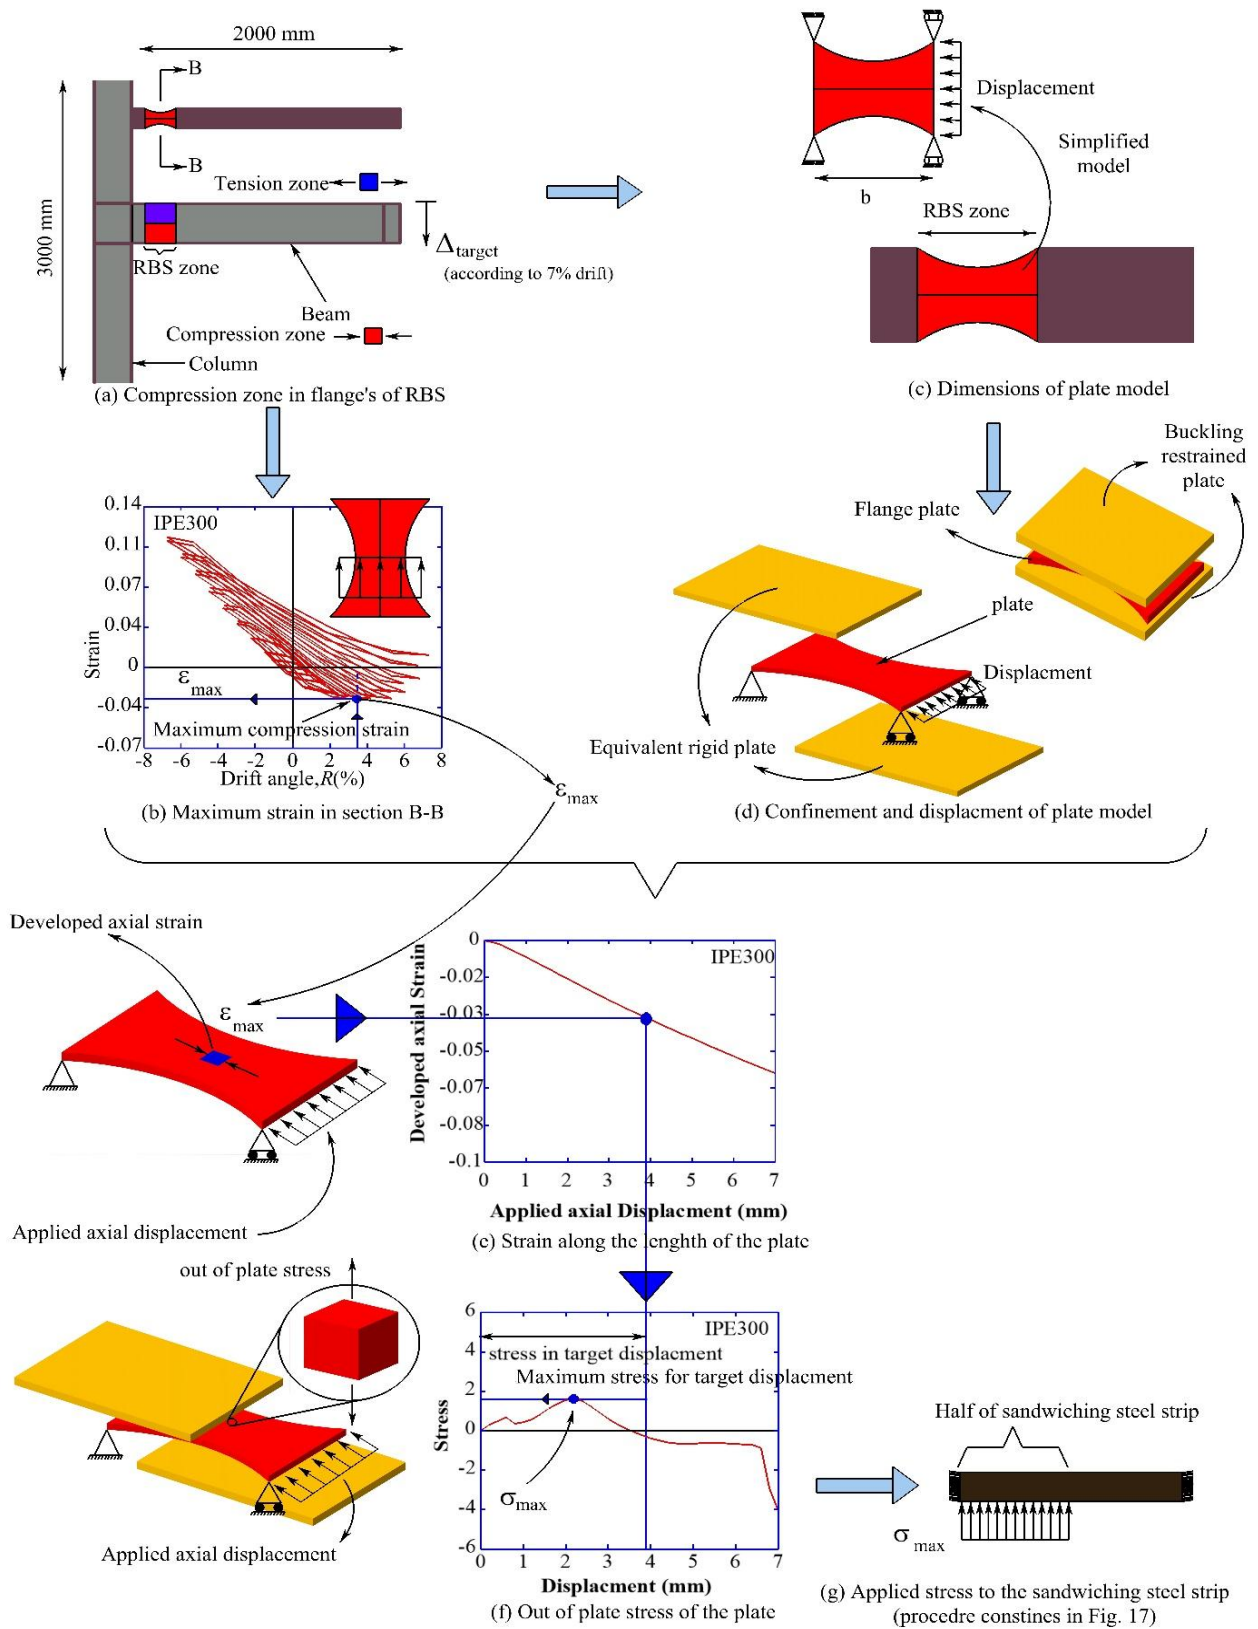 2000 mm
B
B
Tension zone
3000 mm
RBS zone
Δtarget
(according to 7% drift)
Beam
Compression zone
Column
(a) Compression zone in flange's of RBS
Displacement
Simplified
model
b
RBS zone
(c) Dimensions of plate model
0.14
0.11
0.07
0.04
0
-0.04
-0.07
Strain
IPE300
εmax
Maximum compression strain
-8 -6 -4 -2 0 2 4 6 8
Drift angle,R(%)
(b) Maximum strain in section B-B
εmax
Buckling
restrained
plate
Flange plate
plate
Displacment
Equivalent rigid plate
(d) Confinement and displacment of plate model
Developed axial strain
εmax
Applied axial displacement
0
-0.02
-0.03
-0.05
-0.07
-0.08
-0.1
Developed axial Strain
IPE300
0 1 2 3 4 5 6 7
Applied axial Displacment (mm)
(e) Strain along the lenghth of the plate
out of plate stress
Applied axial displacement
6
4
2
0
-2
-4
-6
Stress
IPE300
stress in target displacment
Maximum stress for target displacment
σmax
0 1 2 3 4 5 6 7
Displacment (mm)
(f) Out of plate stress of the plate
Half of sandwiching steel strip
σmax
(g) Applied stress to the sandwiching steel strip
(procedre constines in Fig. 17)